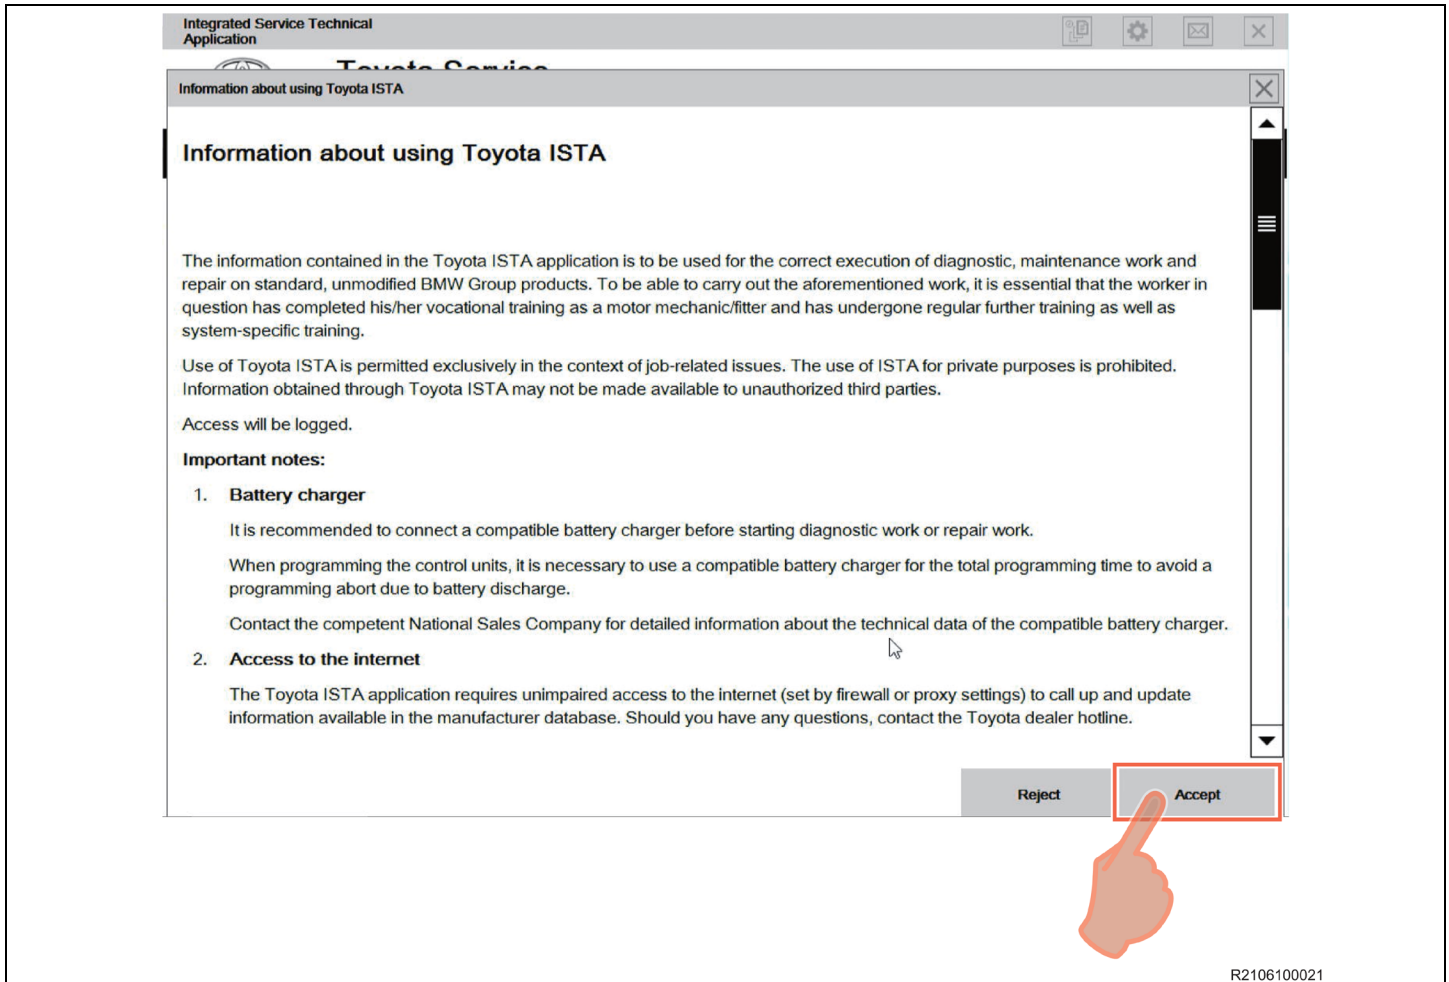 Integrated Service Technical
Application
Toyota Service
Information about using Toyota ISTA
Information about using Toyota ISTA
The information contained in the Toyota ISTA application is to be used for the correct execution of diagnostic, maintenance work and
repair on standard, unmodified BMW Group products. To be able to carry out the aforementioned work, it is essential that the worker in
question has completed his/her vocational training as a motor mechanic/fitter and has undergone regular further training as well as
system-specific training.
Use of Toyota ISTA is permitted exclusively in the context of job-related issues. The use of ISTA for private purposes is prohibited.
Information obtained through Toyota ISTA may not be made available to unauthorized third parties.
Access will be logged.
Important notes:
1. Battery charger
It is recommended to connect a compatible battery charger before starting diagnostic work or repair work.
When programming the control units, it is necessary to use a compatible battery charger for the total programming time to avoid a
programming abort due to battery discharge.
Contact the competent National Sales Company for detailed information about the technical data of the compatible battery charger.
2. Access to the internet
The Toyota ISTA application requires unimpaired access to the internet (set by firewall or proxy settings) to call up and update
information available in the manufacturer database. Should you have any questions, contact the Toyota dealer hotline.
Reject Accept
R2106100021